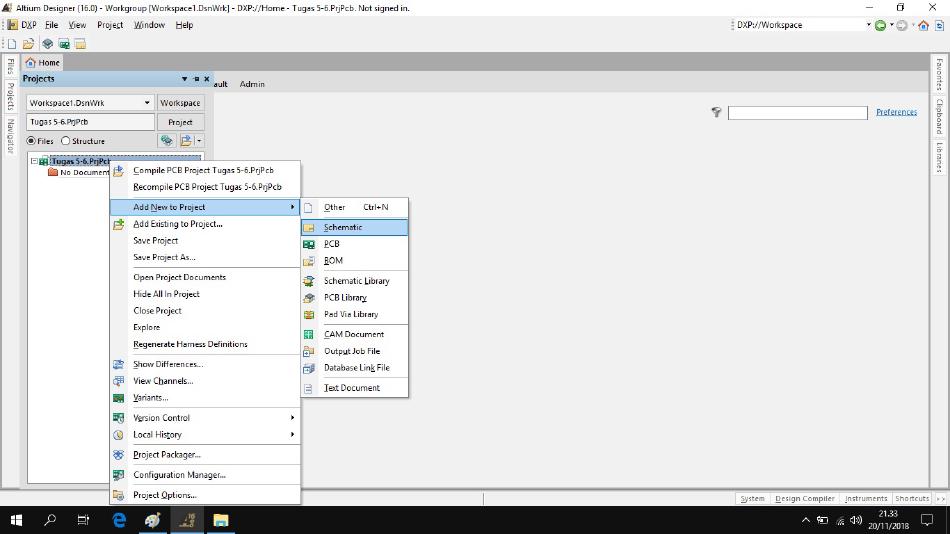 Altium Designer (16.0) - Workgroup [Workspace1.DsnWrk] - DXP://Home - Tugas 5-6.PrjPcb. Not signed in.
DXP File View Project Window Help
DXP://Workspace
Home
Projects
ault Admin
Files
Projects
Navigator
Workspace1.DsnWrk Workspace
Tugas 5-6.PrjPcb Project
Files Structure
Preferences
Tugas 5-6.PrjPcb
No Document
Compile PCB Project Tugas 5-6.PrjPcb
Recompile PCB Project Tugas 5-6.PrjPcb
Add New to Project
Add Existing to Project...
Save Project
Save Project As...
Open Project Documents
Hide All In Project
Close Project
Explore
Regenerate Harness Definitions
Show Differences...
View Channels...
Variants...
Version Control
Local History
Project Packager...
Configuration Manager...
Project Options...
Other Ctrl+N
Schematic
PCB
BOM
Schematic Library
PCB Library
Pad Via Library
CAM Document
Output Job File
Database Link File
Text Document
Favorites
Clipboard
Libraries
System Design Compiler Instruments Shortcuts >>
21.33
20/11/2018